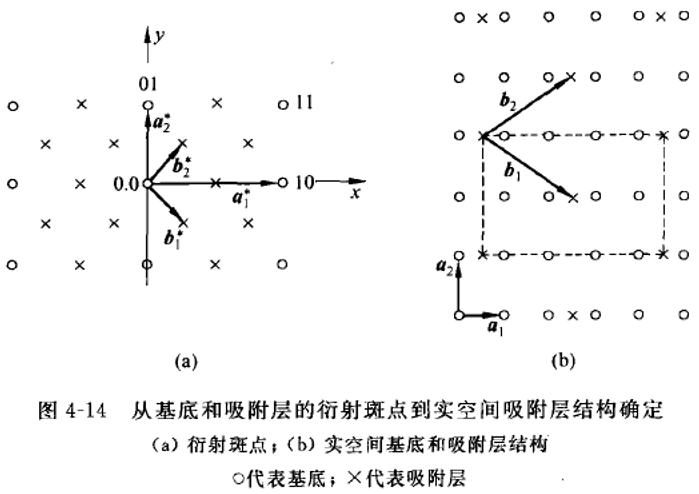 y
01
11
a₂*
b₂*
0.0
10
a₁*
x
b₁*
(a)
b₂
b₁
a₂
a₁
(b)
图 4-14 从基底和吸附层的衍射斑点到实空间吸附层结构确定
(a) 衍射斑点；(b) 实空间基底和吸附层结构
○代表基底；×代表吸附层